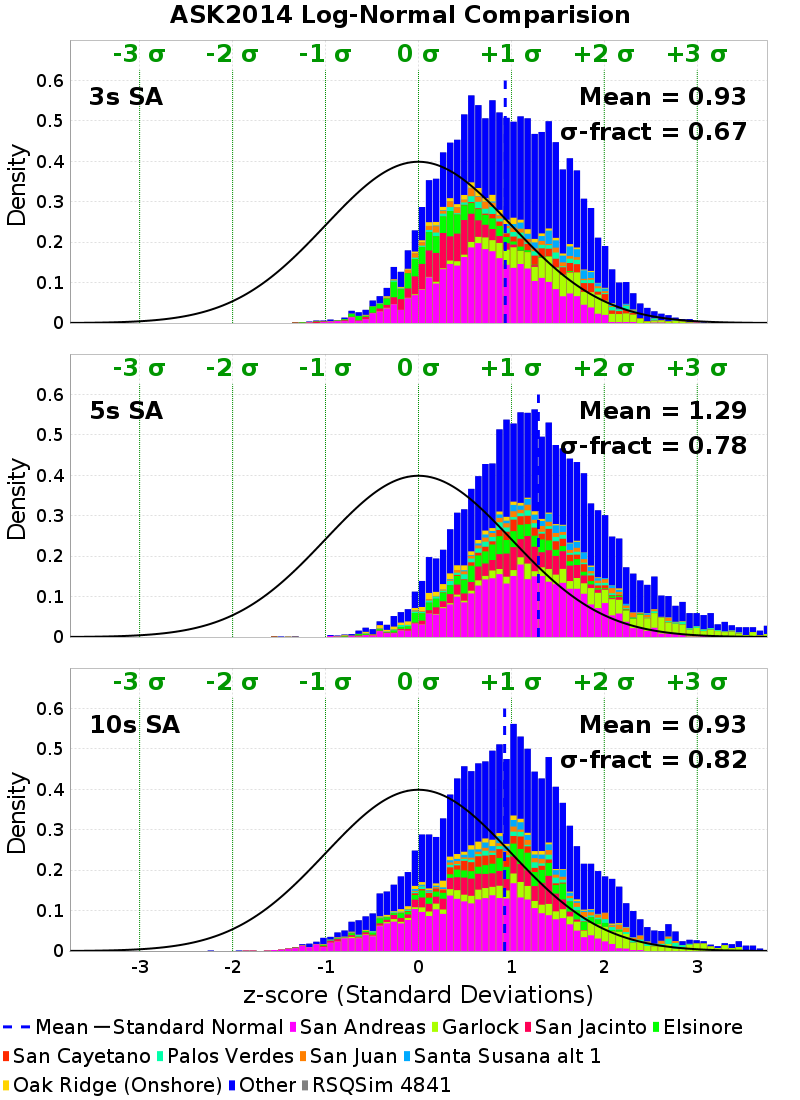 ASK2014 Log-Normal Comparision
-3 σ -2 σ -1 σ 0 σ +1 σ +2 σ +3 σ
3s SA
Mean = 0.93
σ-fract = 0.67
Density
0.6
0.5
0.4
0.3
0.2
0.1
0
-3 σ -2 σ -1 σ 0 σ +1 σ +2 σ +3 σ
5s SA
Mean = 1.29
σ-fract = 0.78
Density
0.6
0.5
0.4
0.3
0.2
0.1
0
-3 σ -2 σ -1 σ 0 σ +1 σ +2 σ +3 σ
10s SA
Mean = 0.93
σ-fract = 0.82
Density
0.6
0.5
0.4
0.3
0.2
0.1
0
-3 -2 -1 0 1 2 3
z-score (Standard Deviations)
Mean Standard Normal San Andreas Garlock San Jacinto Elsinore
San Cayetano Palos Verdes San Juan Santa Susana alt 1
Oak Ridge (Onshore) Other RSQSim 4841